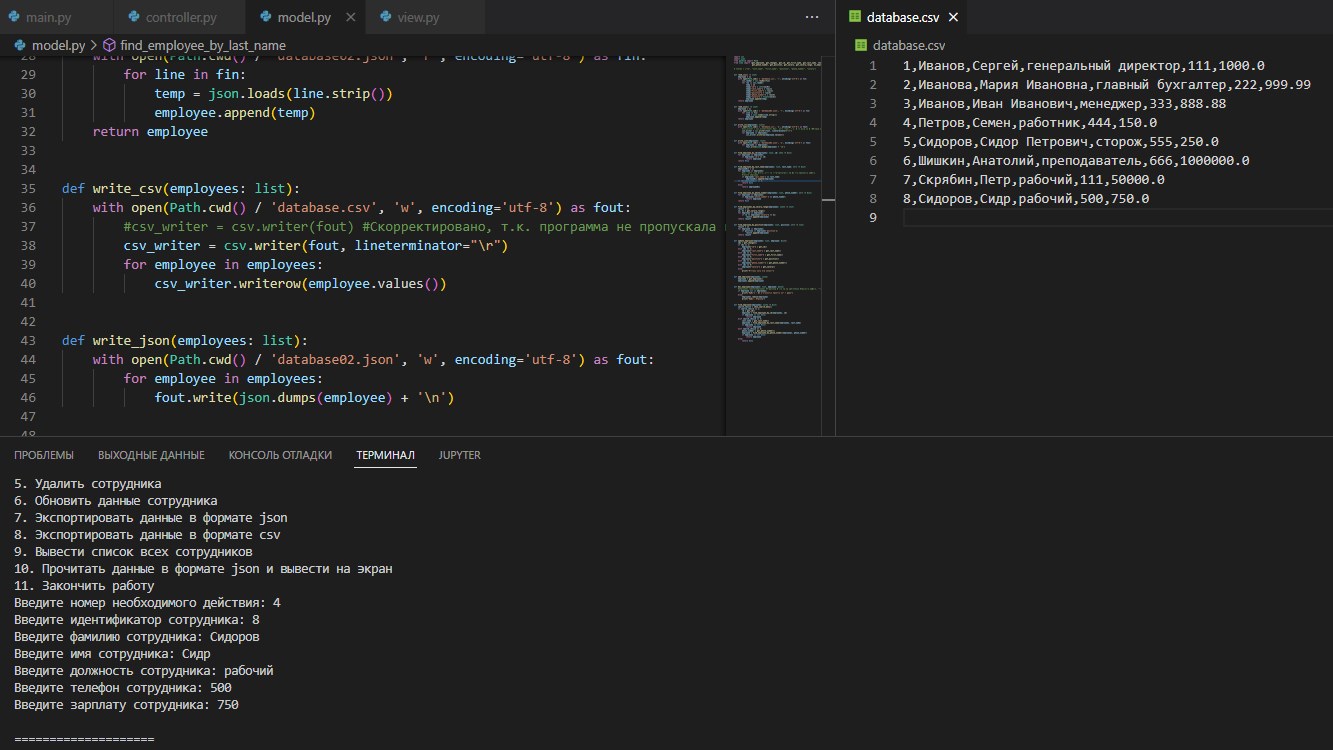 main.py controller.py model.py view.py ...
model.py > find_employee_by_last_name
28 with open(Path.cwd() / 'database02.json', 'r', encoding='utf-8') as fin:
29 for line in fin:
30 temp = json.loads(line.strip())
31 employee.append(temp)
32 return employee
33
34
35 def write_csv(employees: list):
36 with open(Path.cwd() / 'database.csv', 'w', encoding='utf-8') as fout:
37 #csv_writer = csv.writer(fout) #Скорректировано, т.к. программа не пропускала
38 csv_writer = csv.writer(fout, lineterminator="\r")
39 for employee in employees:
40 csv_writer.writerow(employee.values())
41
42
43 def write_json(employees: list):
44 with open(Path.cwd() / 'database02.json', 'w', encoding='utf-8') as fout:
45 for employee in employees:
46 fout.write(json.dumps(employee) + '\n')
47
48
database.csv
database.csv
1 1,Иванов,Сергей,генеральный директор,111,1000.0
2 2,Иванова,Мария Ивановна,главный бухгалтер,222,999.99
3 3,Иванов,Иван Иванович,менеджер,333,888.88
4 4,Петров,Семен,работник,444,150.0
5 5,Сидоров,Сидор Петрович,сторож,555,250.0
6 6,Шишкин,Анатолий,преподаватель,666,1000000.0
7 7,Скрябин,Петр,рабочий,111,50000.0
8 8,Сидоров,Сидр,рабочий,500,750.0
9
ПРОБЛЕМЫ ВЫХОДНЫЕ ДАННЫЕ КОНСОЛЬ ОТЛАДКИ ТЕРМИНАЛ JUPYTER
5. Удалить сотрудника
6. Обновить данные сотрудника
7. Экспортировать данные в формате json
8. Экспортировать данные в формате csv
9. Вывести список всех сотрудников
10. Прочитать данные в формате json и вывести на экран
11. Закончить работу
Введите номер необходимого действия: 4
Введите идентификатор сотрудника: 8
Введите фамилию сотрудника: Сидоров
Введите имя сотрудника: Сидр
Введите должность сотрудника: рабочий
Введите телефон сотрудника: 500
Введите зарплату сотрудника: 750
====================